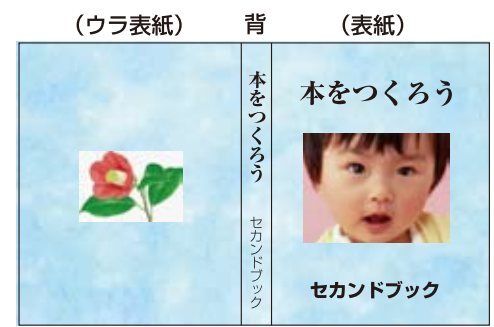 （ウラ表紙）
背
（表紙）
本をつくろう
セカンドブック
本をつくろう
セカンドブック